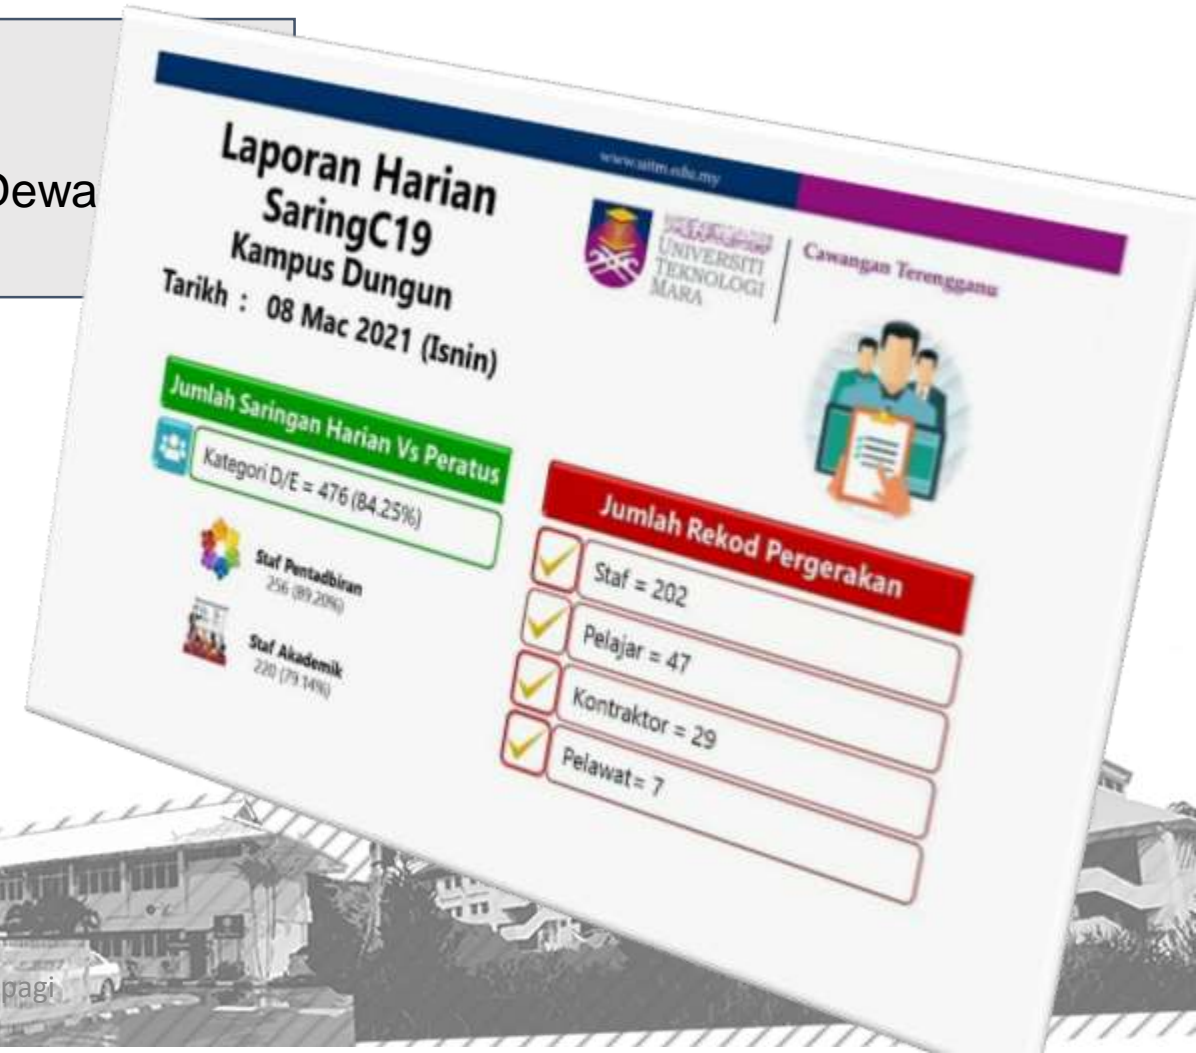 Dewa
www.uitm.edu.my
Laporan Harian
SaringC19
Kampus Dungun
Tarikh : 08 Mac 2021 (Isnin)
UNIVERSITI
TEKNOLOGI
MARA
Cawangan Terengganu
Jumlah Saringan Harian Vs Peratus
Kategori D/E = 476 (84.25%)
Staf Pentadbiran
256 (89.20%)
Staf Akademik
220 (79.14%)
Jumlah Rekod Pergerakan
Staf = 202
Pelajar = 47
Kontraktor = 29
Pelawat= 7
pagi